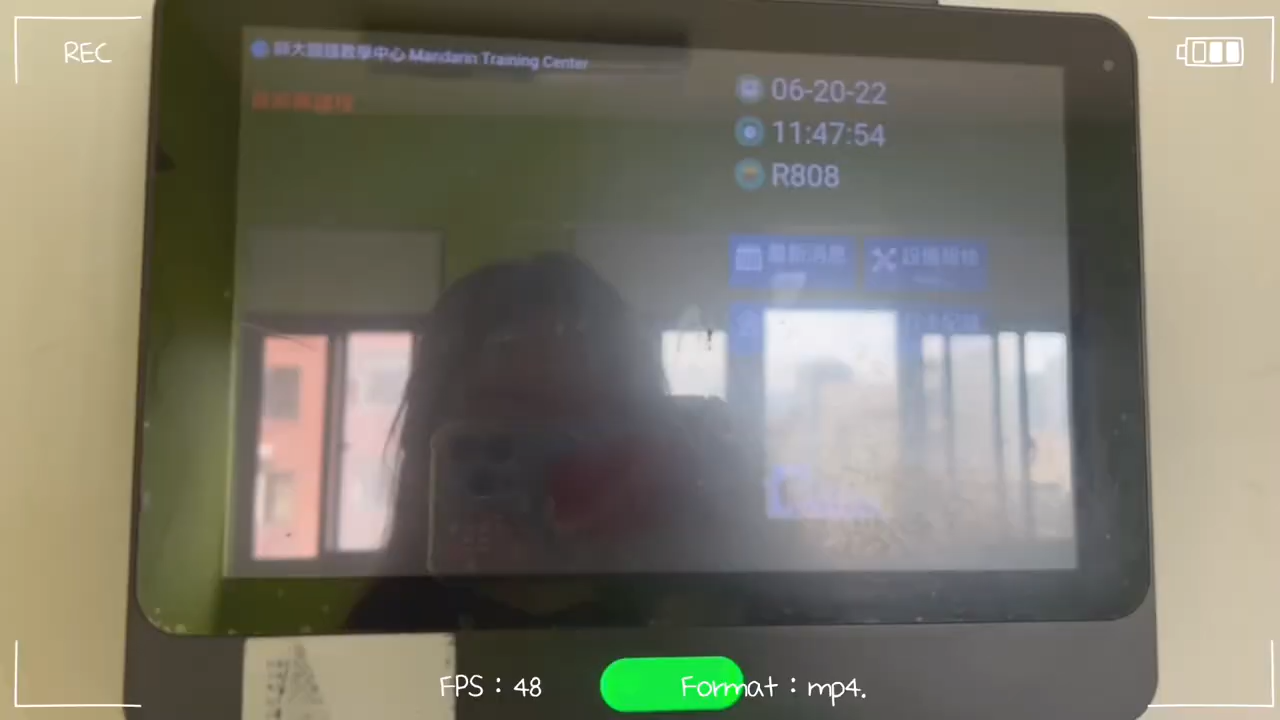 REC
師大國語教學中心 Mandarin Training Center
06-20-22
11:47:54
R808
最新消息
設備報修
FPS : 48
Format : mp4.